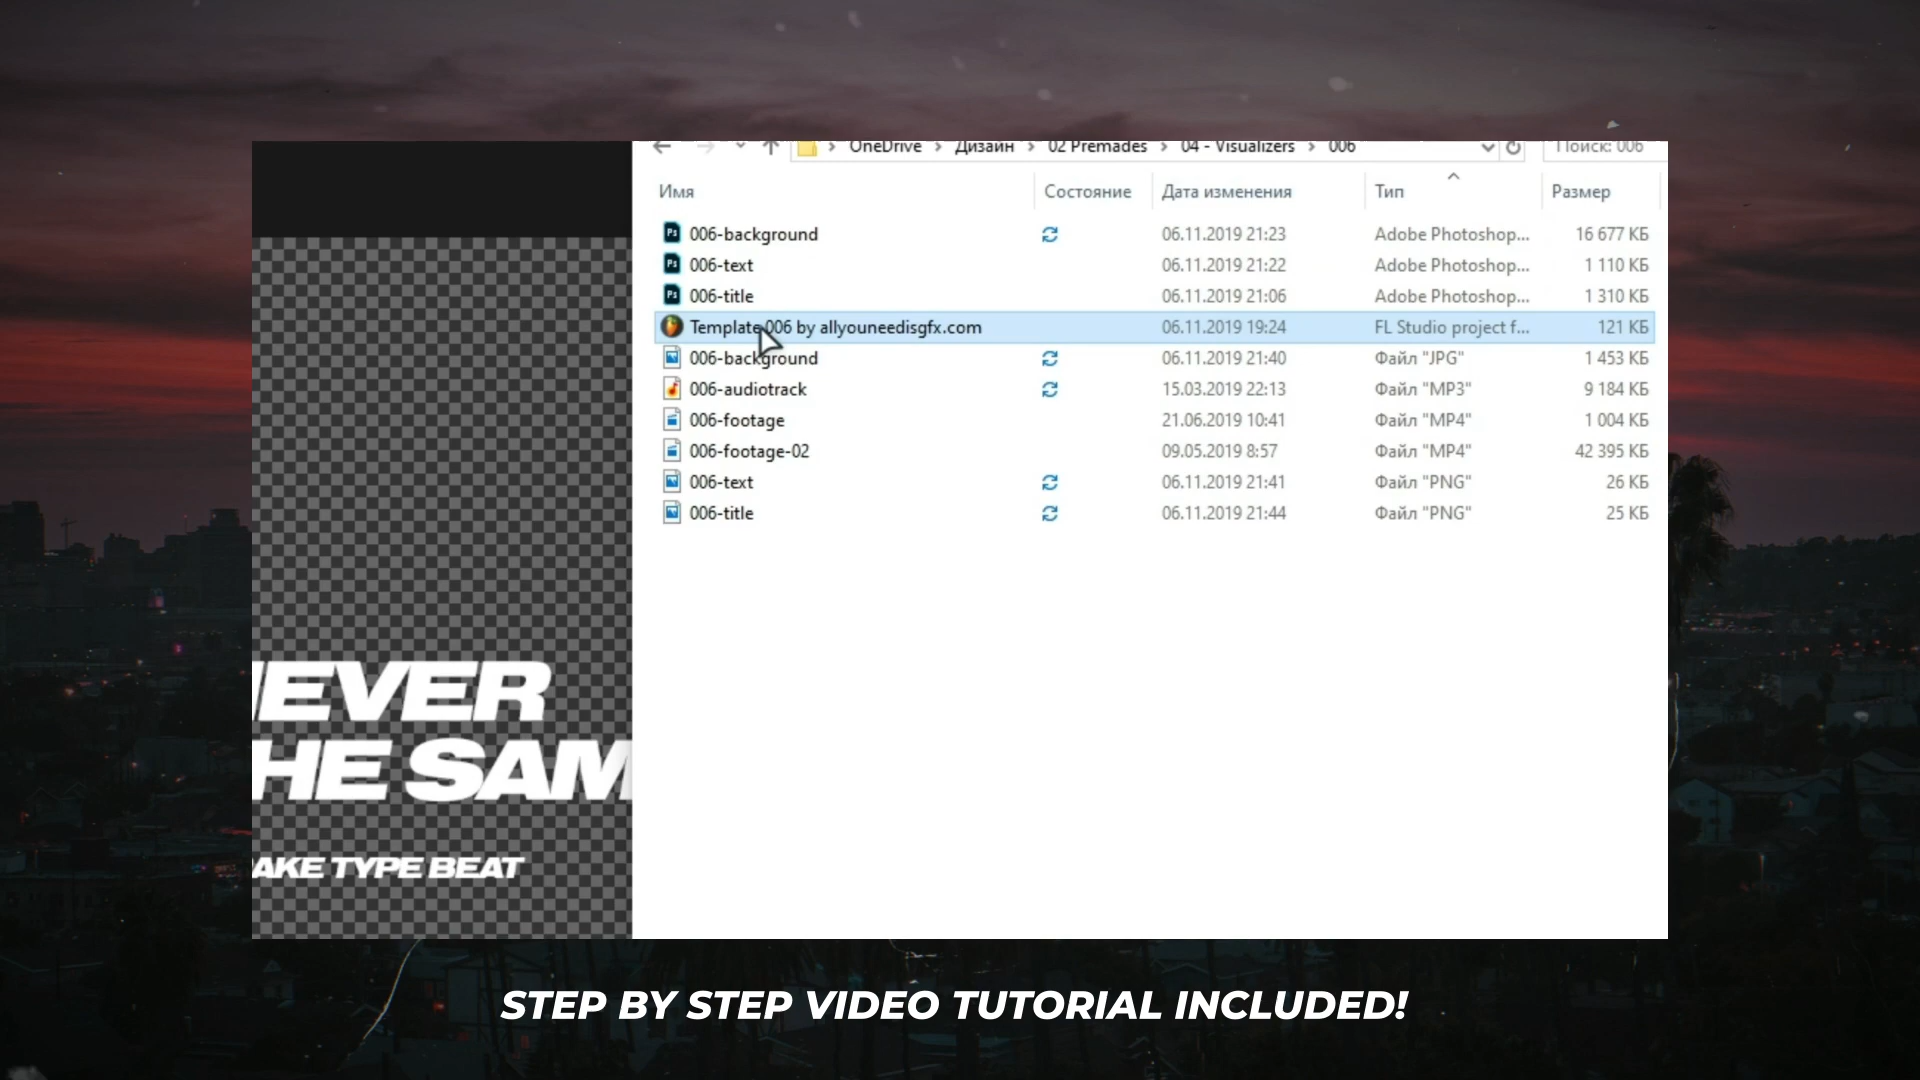 OneDrive › Дизайн › 02 Premades › 04 - Visualizers › 006 Поиск: 006
Имя Состояние Дата изменения Тип Размер
006-background 06.11.2019 21:23 Adobe Photoshop... 16 677 КБ
006-text 06.11.2019 21:22 Adobe Photoshop... 1 110 КБ
006-title 06.11.2019 21:06 Adobe Photoshop... 1 310 КБ
Template 006 by allyouneedisgfx.com 06.11.2019 19:24 FL Studio project f... 121 КБ
006-background 06.11.2019 21:40 Файл "JPG" 1 453 КБ
006-audiotrack 15.03.2019 22:13 Файл "MP3" 9 184 КБ
006-footage 21.06.2019 10:41 Файл "MP4" 1 004 КБ
006-footage-02 09.05.2019 8:57 Файл "MP4" 42 395 КБ
006-text 06.11.2019 21:41 Файл "PNG" 26 КБ
006-title 06.11.2019 21:44 Файл "PNG" 25 КБ
EVER
HE SAM
AKE TYPE BEAT
STEP BY STEP VIDEO TUTORIAL INCLUDED!